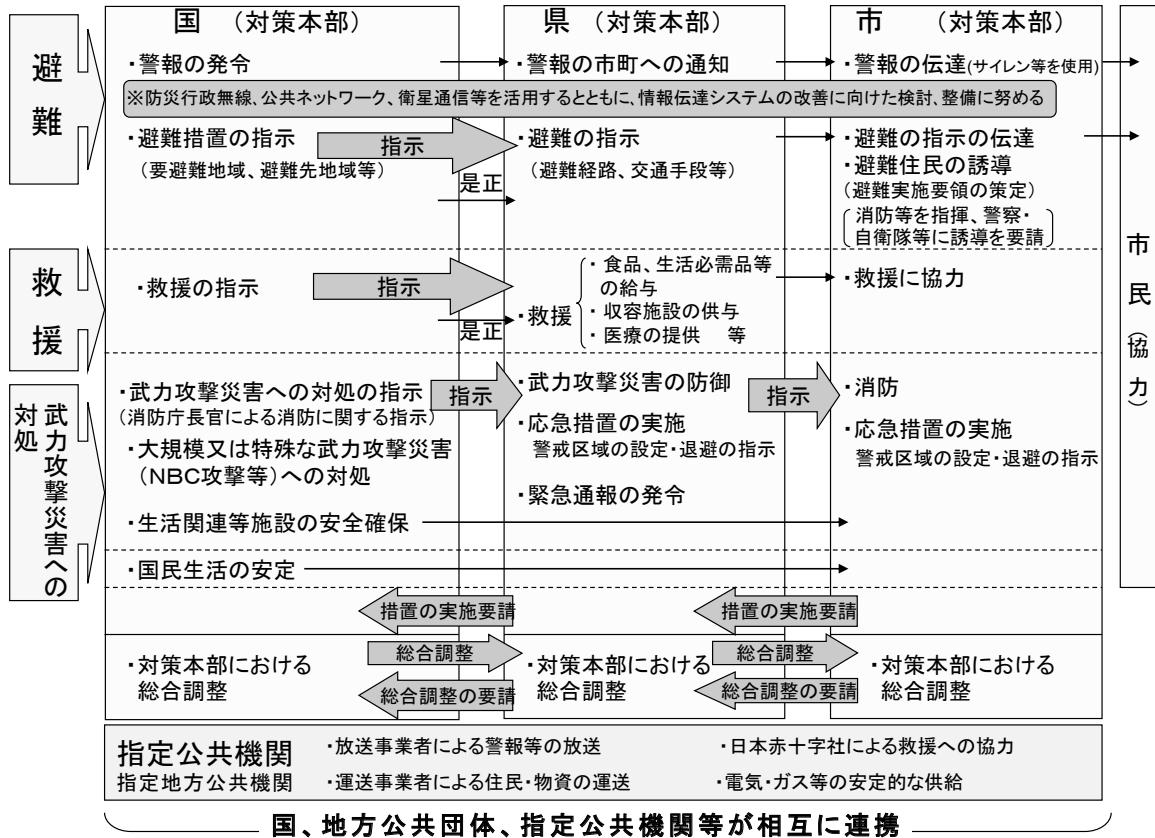 国 (対策本部)
県 (対策本部)
市 (対策本部)
避難
・警報の発令
・警報の市町への通知
・警報の伝達(サイレン等を使用)
※防災行政無線、公共ネットワーク、衛星通信等を活用するとともに、情報伝達システムの改善に向けた検討、整備に努める
・避難措置の指示
(要避難地域、避難先地域等)
指示
是正
・避難の指示
(避難経路、交通手段等)
・避難の指示の伝達
・避難住民の誘導
(避難実施要領の策定)
消防等を指揮、警察・
自衛隊等に誘導を要請
市民(協力)
救援
・救援の指示
指示
是正
・救援
・食品、生活必需品等
の給与
・収容施設の供与
・医療の提供 等
・救援に協力
武力攻撃災害への
対処
・武力攻撃災害への対処の指示
(消防庁長官による消防に関する指示)
・大規模又は特殊な武力攻撃災害
(NBC攻撃等)への対処
指示
・武力攻撃災害の防御
・応急措置の実施
警戒区域の設定・退避の指示
・緊急通報の発令
指示
・消防
・応急措置の実施
警戒区域の設定・退避の指示
・生活関連等施設の安全確保
・国民生活の安定
措置の実施要請
措置の実施要請
・対策本部における
総合調整
総合調整
総合調整の要請
・対策本部における
総合調整
総合調整
総合調整の要請
・対策本部における
総合調整
指定公共機関
指定地方公共機関
・放送事業者による警報等の放送
・運送事業者による住民・物資の運送
・日本赤十字社による救援への協力
・電気・ガス等の安定的な供給
国、地方公共団体、指定公共機関等が相互に連携